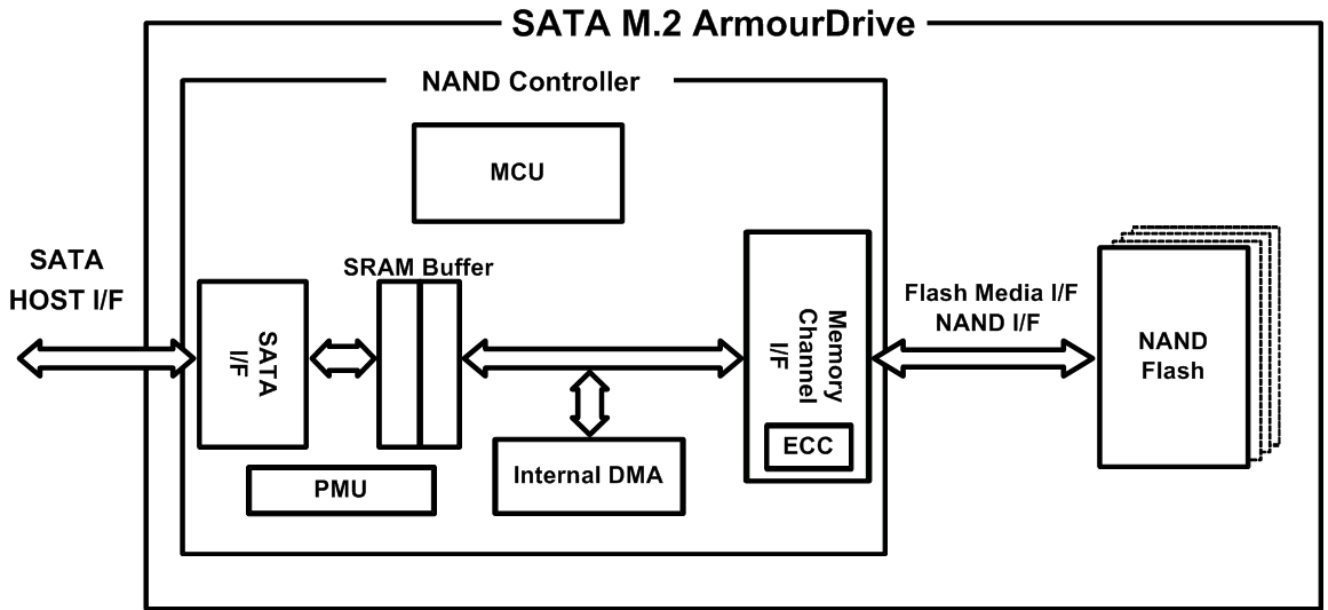 SATA M.2 ArmourDrive
NAND Controller
MCU
SATA
HOST I/F
SATA
I/F
SRAM Buffer
PMU
Internal DMA
Memory
Channel
I/F
ECC
Flash Media I/F
NAND I/F
NAND
Flash